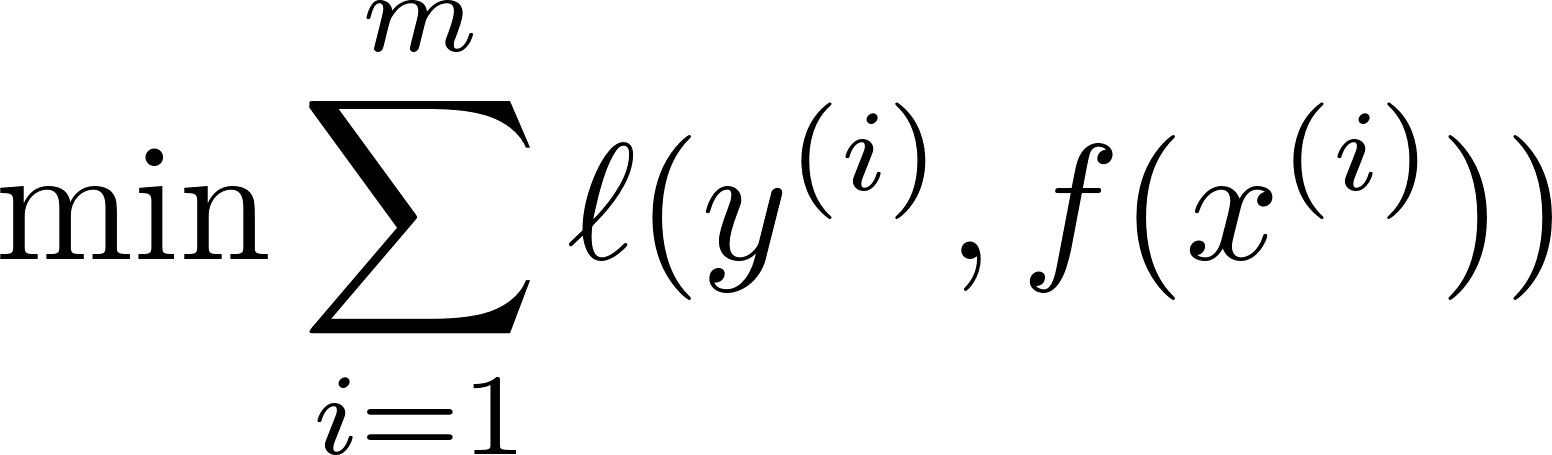 min ∑_{i=1}^{m} ℓ(y^{(i)}, f(x^{(i)}))